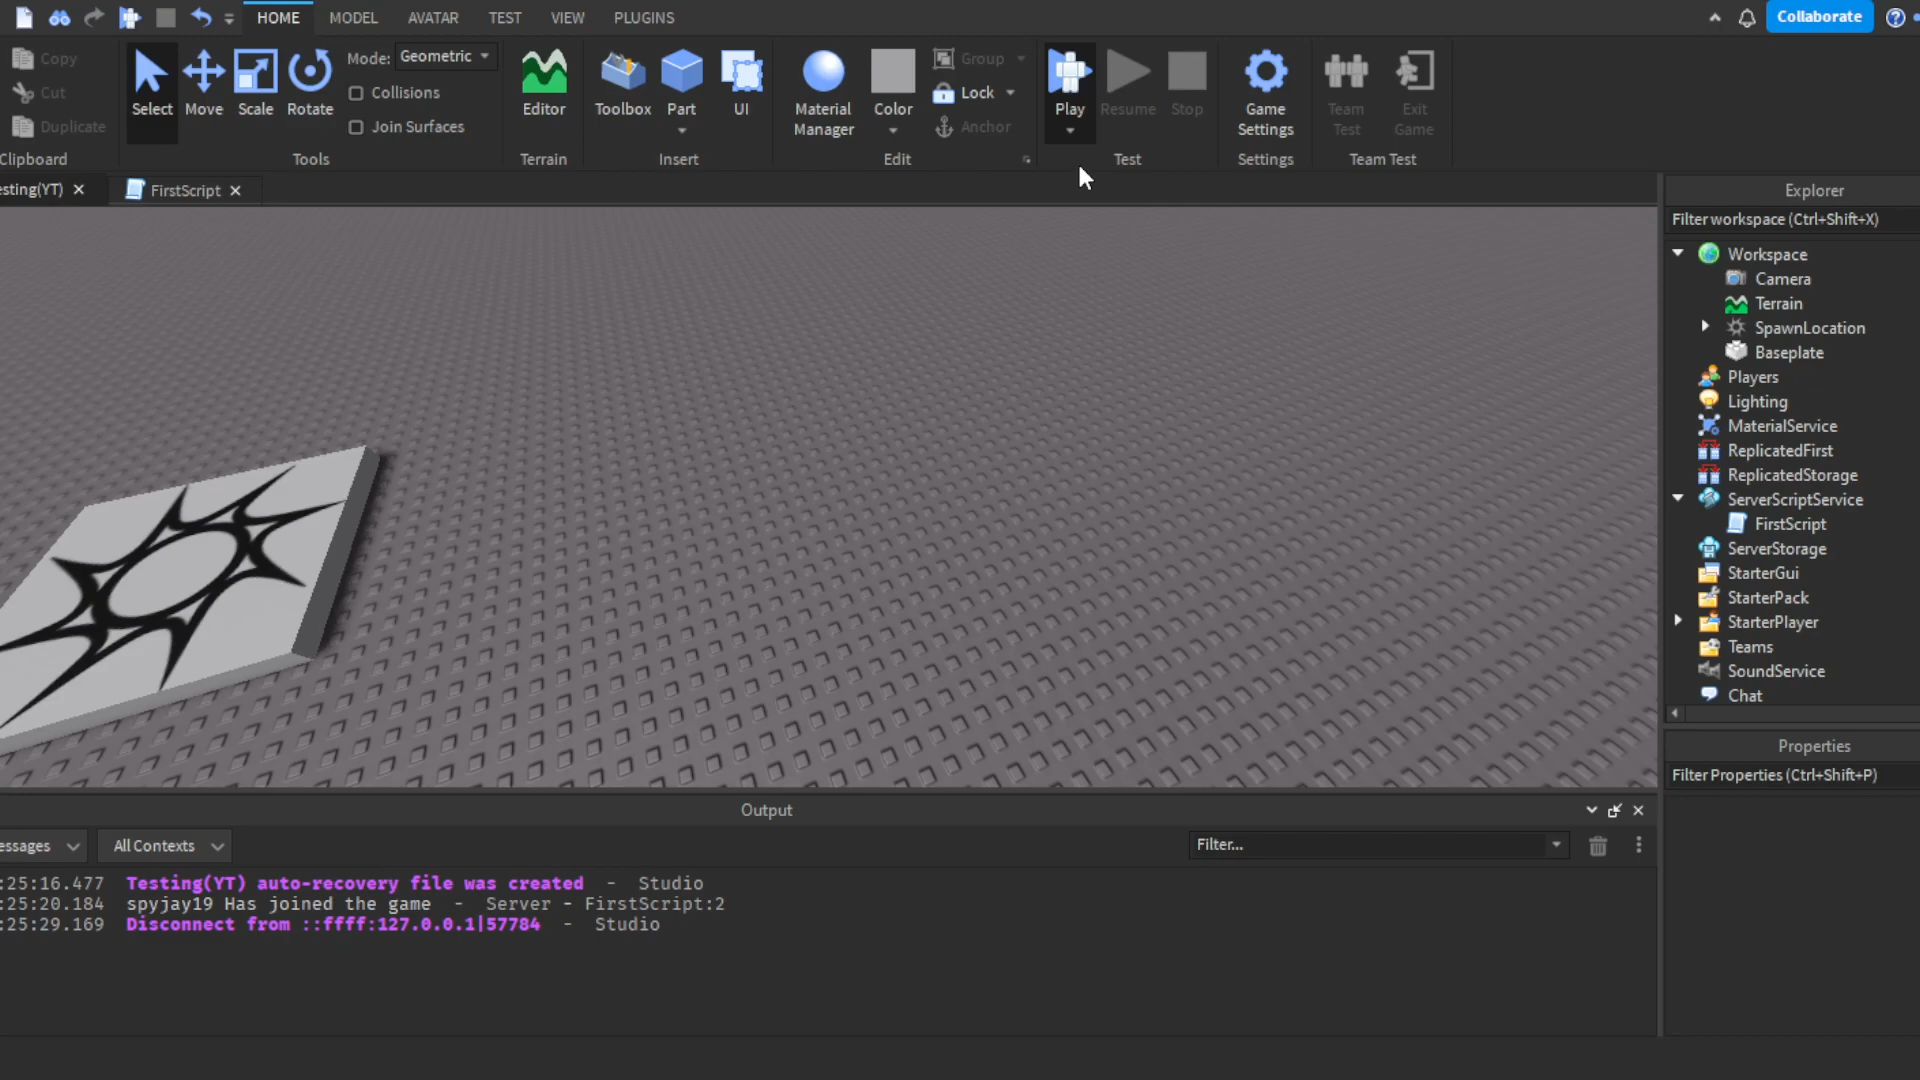 HOME MODEL AVATAR TEST VIEW PLUGINS Collaborate
Copy
Cut
Duplicate
Clipboard
Select Move Scale Rotate
Mode: Geometric
Collisions
Join Surfaces
Tools
Editor
Terrain
Toolbox Part UI
Insert
Material Manager
Color
Group
Lock
Anchor
Edit
Play Resume Stop
Test
Game Settings
Settings
Team Test
Exit Game
Team Test
esting(YT) FirstScript
Explorer
Filter workspace (Ctrl+Shift+X)
Workspace
Camera
Terrain
SpawnLocation
Baseplate
Players
Lighting
MaterialService
ReplicatedFirst
ReplicatedStorage
ServerScriptService
FirstScript
ServerStorage
StarterGui
StarterPack
StarterPlayer
Teams
SoundService
Chat
Properties
Filter Properties (Ctrl+Shift+P)
Output
essages All Contexts Filter...
:25:16.477 Testing(YT) auto-recovery file was created - Studio
:25:20.184 spyjay19 Has joined the game - Server - FirstScript:2
:25:29.169 Disconnect from ::ffff:127.0.0.1|57784 - Studio